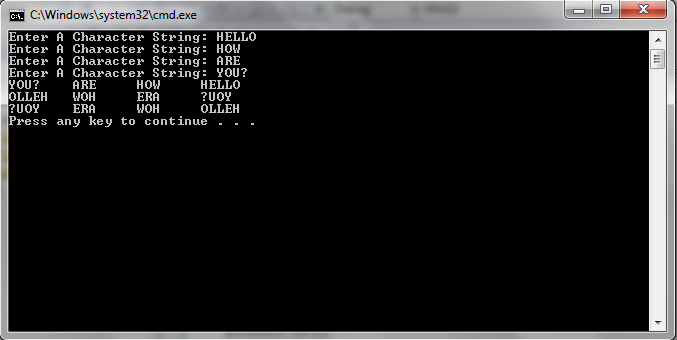 C:\Windows\system32\cmd.exe
Enter A Character String: HELLO
Enter A Character String: HOW
Enter A Character String: ARE
Enter A Character String: YOU?
YOU?    ARE     HOW     HELLO
OLLEH   WOH     ERA     ?UOY
?UOY    ERA     WOH     OLLEH
Press any key to continue . . .